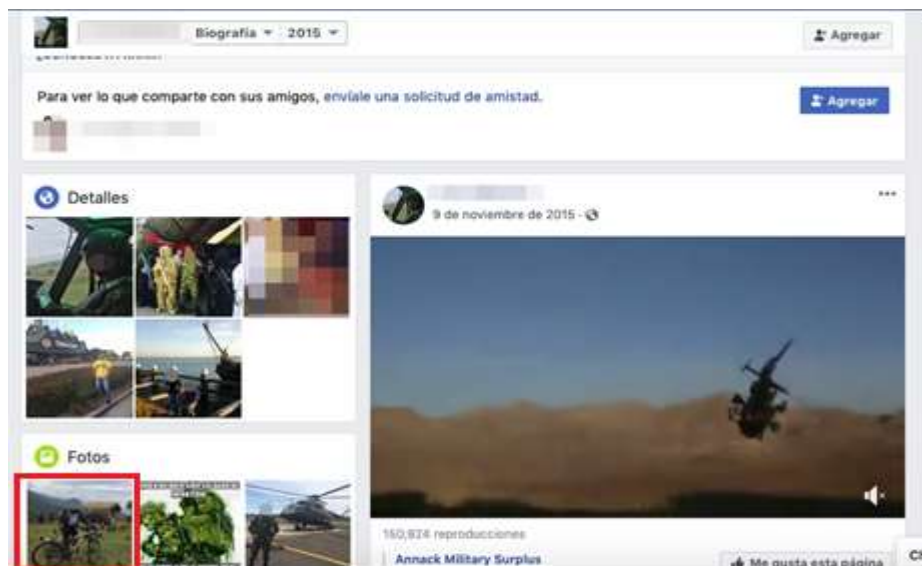 Biografía 2015
Agregar
Para ver lo que comparte con sus amigos, envíale una solicitud de amistad.
Agregar
Detalles
9 de noviembre de 2015
Fotos
150,824 reproducciones
Annack Military Surplus
Me gusta esta página